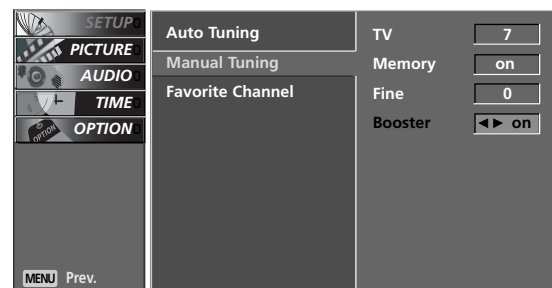 SETUP
PICTURE
AUDIO
TIME
OPTION
MENU Prev.
Auto Tuning
Manual Tuning
Favorite Channel
TV 7
Memory on
Fine 0
Booster ◄► on